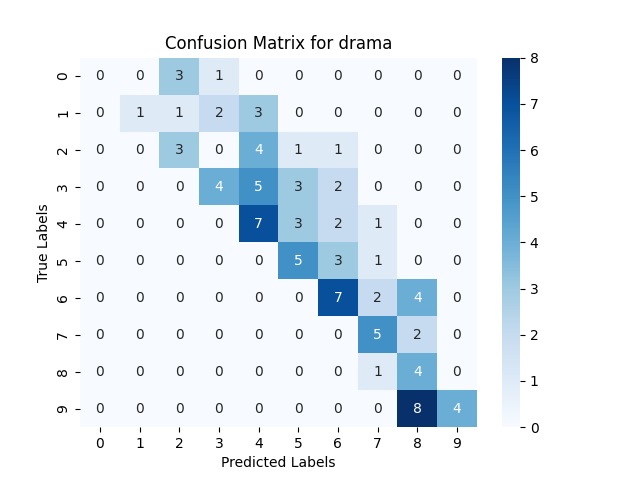 Confusion Matrix for drama
0 0 0 3 1 0 0 0 0 0 0
1 0 1 1 2 3 0 0 0 0 0
2 0 0 3 0 4 1 1 0 0 0
3 0 0 0 4 5 3 2 0 0 0
4 0 0 0 0 7 3 2 1 0 0
5 0 0 0 0 0 5 3 1 0 0
6 0 0 0 0 0 0 7 2 4 0
7 0 0 0 0 0 0 0 5 2 0
8 0 0 0 0 0 0 0 1 4 0
9 0 0 0 0 0 0 0 0 8 4
0 1 2 3 4 5 6 7 8 9
Predicted Labels
True Labels
8
7
6
5
4
3
2
1
0